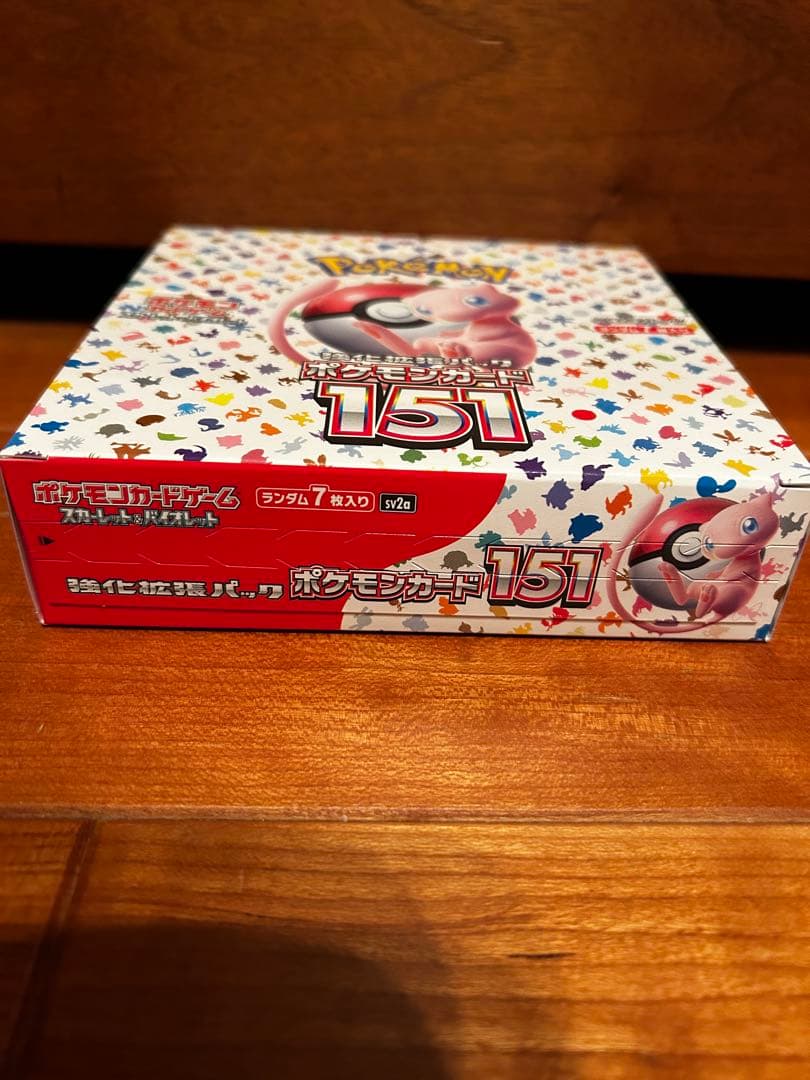 POKÉMON
強化拡張パック
ポケモンカード
151
ポケモンカードゲーム
スカーレット&バイオレット
ランダム7枚入り
sv2a
強化拡張パック ポケモンカード151